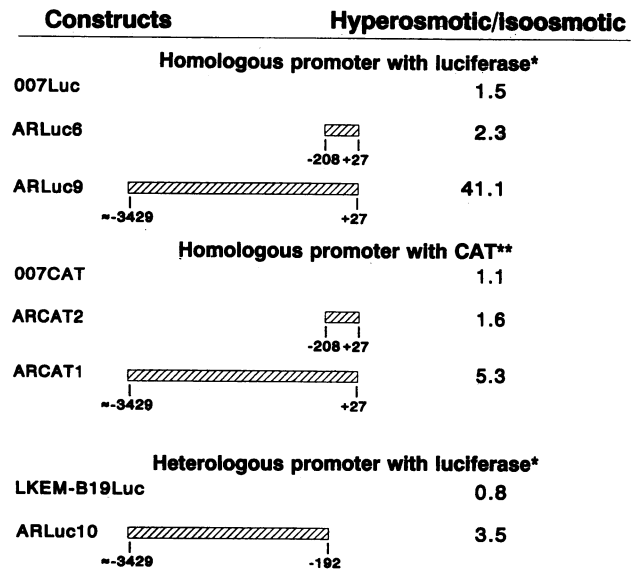 Constructs Hyperosmotic/isoosmotic
Homologous promoter with luciferase*
007Luc 1.5
ARLuc6 2.3
-208 +27
ARLuc9 41.1
≈-3429 +27
Homologous promoter with CAT**
007CAT 1.1
ARCAT2 1.6
-208 +27
ARCAT1 5.3
≈-3429 +27
Heterologous promoter with luciferase*
LKEM-B19Luc 0.8
ARLuc10 3.5
≈-3429 -192